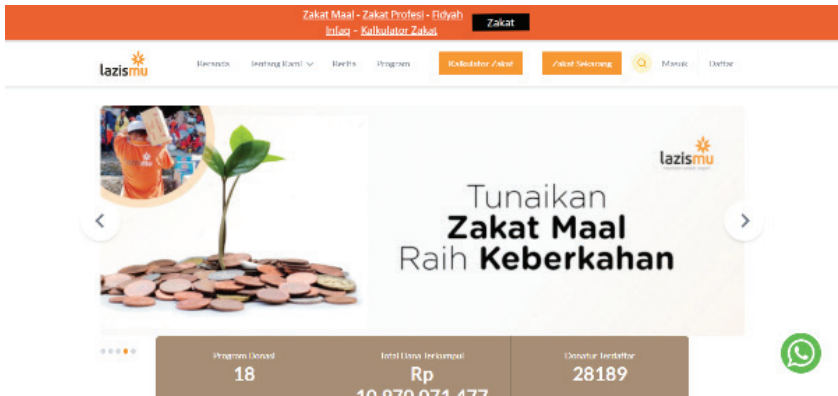 Zakat Maal - Zakat Profesi - Fidyah
Infaq - Kalkulator Zakat
Zakat
lazismu
Beranda Tentang Kami Berita Program Kalkulator Zakat Zakat Sekarang Masuk Daftar
lazismu
Tunaikan
Zakat Maal
Raih Keberkahan
Program Donasi
18
Total Dana Terkumpul
Rp
Donatur Terdaftar
28189